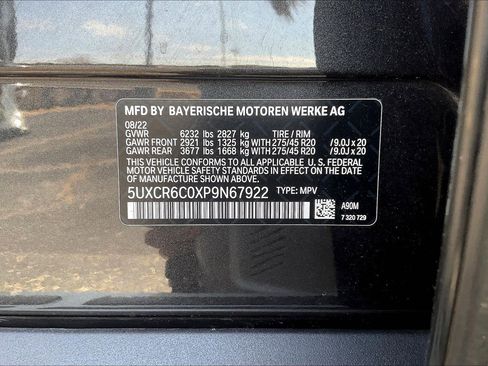 MFD BY BAYERISCHE MOTOREN WERKE AG
08/22
GVWR 6232 lbs 2827 kg TIRE / RIM
GAWR FRONT 2921 lbs 1325 kg WITH 275/45 R20 /9.0J x 20
GAWR REAR 3677 lbs 1668 kg WITH 275/45 R20 /9.0J x 20
THIS VEHICLE CONFORMS TO ALL APPLICABLE U. S. FEDERAL
MOTOR VEHICLE SAFETY STANDARDS IN EFFECT ON THE DATE OF
MANUFACTURE SHOWN ABOVE.
5UXCR6C0XP9N67922 TYPE: MPV
A90M
7 320 729